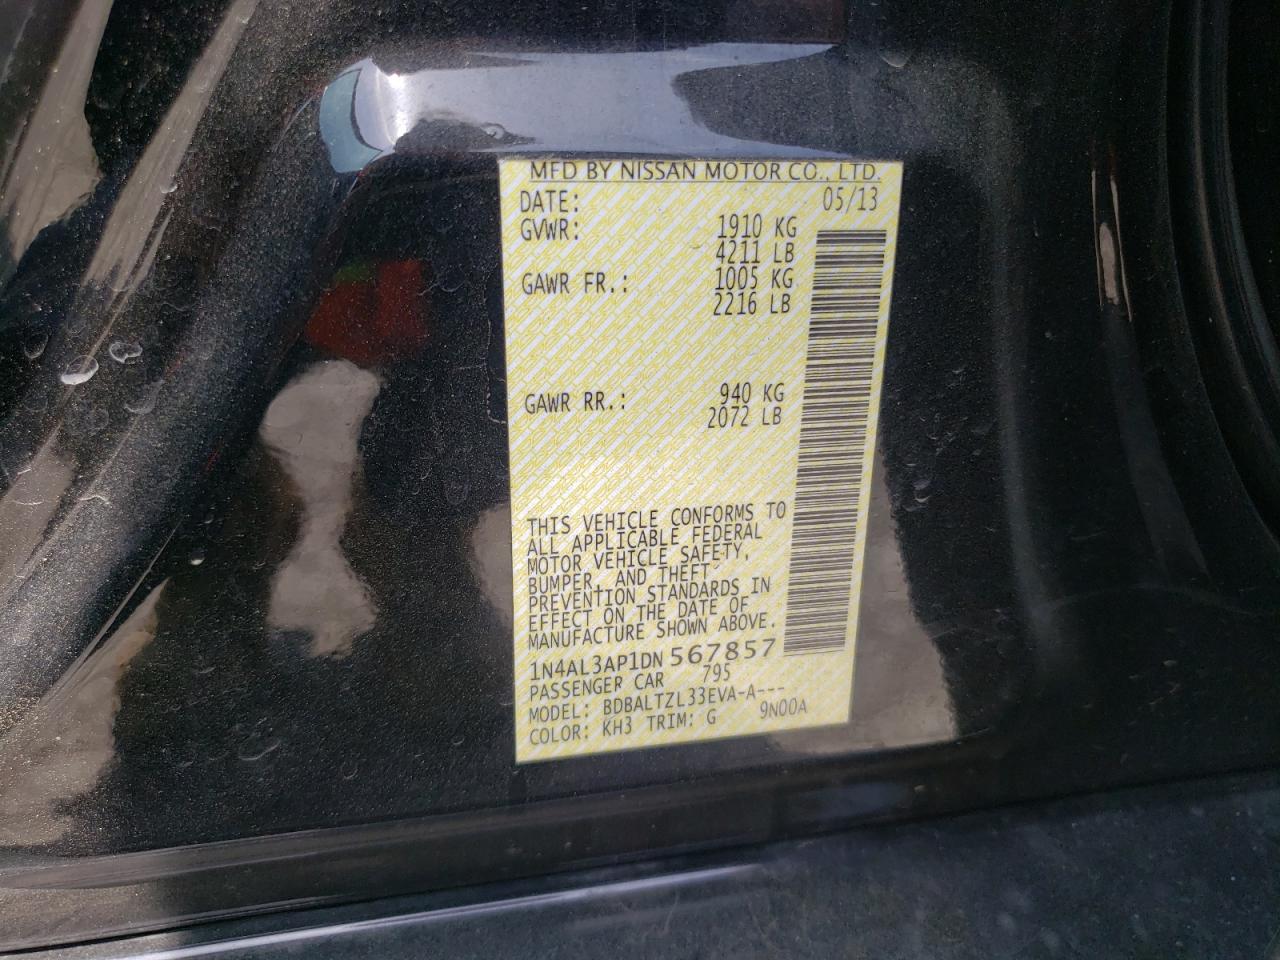 MFD BY NISSAN MOTOR CO., LTD.
DATE: 05/13
GVWR: 1910 KG
4211 LB
GAWR FR.: 1005 KG
2216 LB
GAWR RR.: 940 KG
2072 LB
THIS VEHICLE CONFORMS TO
ALL APPLICABLE FEDERAL
MOTOR VEHICLE SAFETY,
BUMPER, AND THEFT
PREVENTION STANDARDS IN
EFFECT ON THE DATE OF
MANUFACTURE SHOWN ABOVE.
1N4AL3AP1DN 567857
PASSENGER CAR 795
MODEL: BDBALTZL33EVA-A---
COLOR: KH3 TRIM: G 9N00A